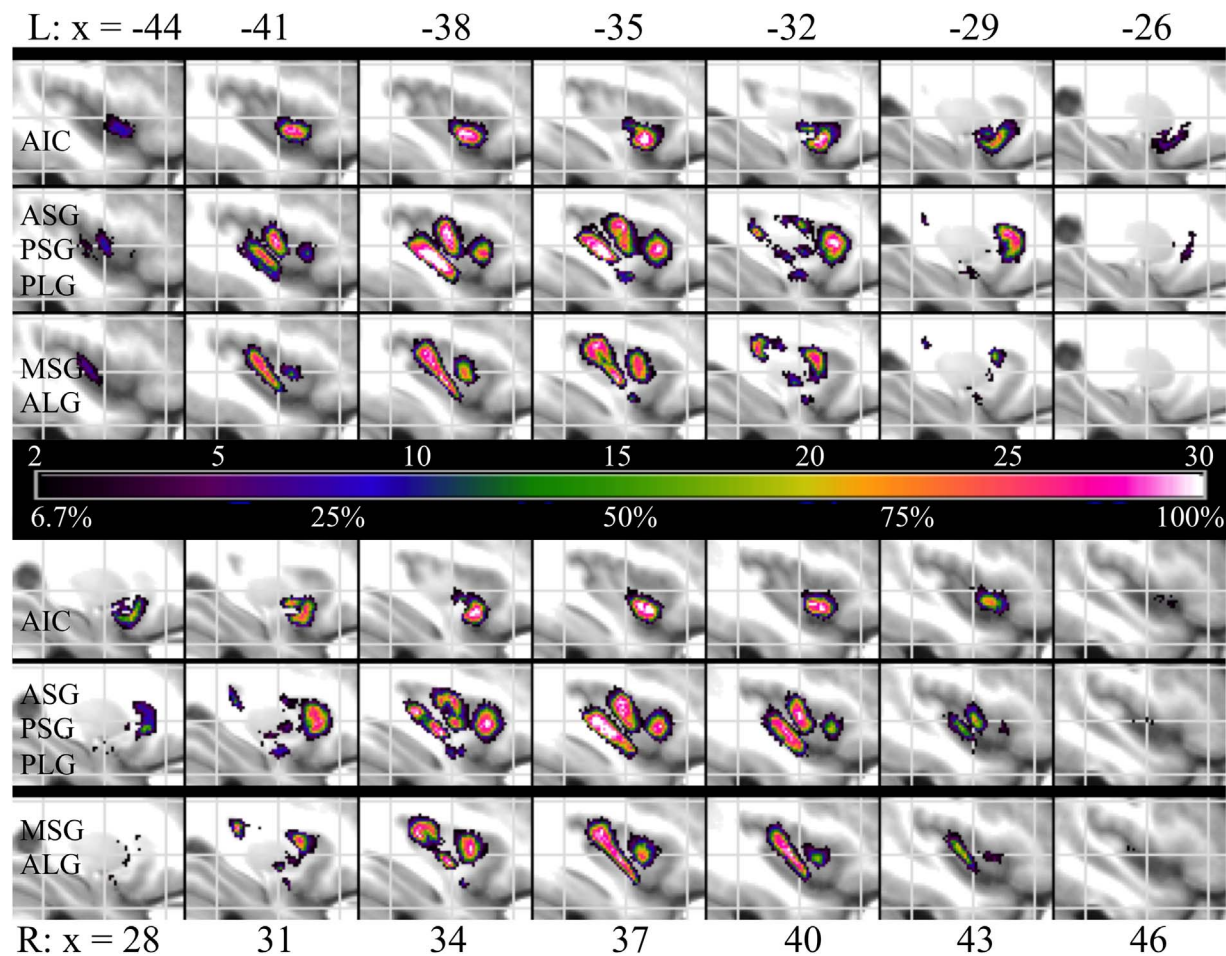 L: x = -44 -41 -38 -35 -32 -29 -26
AIC
ASG
PSG
PLG
MSG
ALG
2 5 10 15 20 25 30
6.7% 25% 50% 75% 100%
AIC
ASG
PSG
PLG
MSG
ALG
R: x = 28 31 34 37 40 43 46